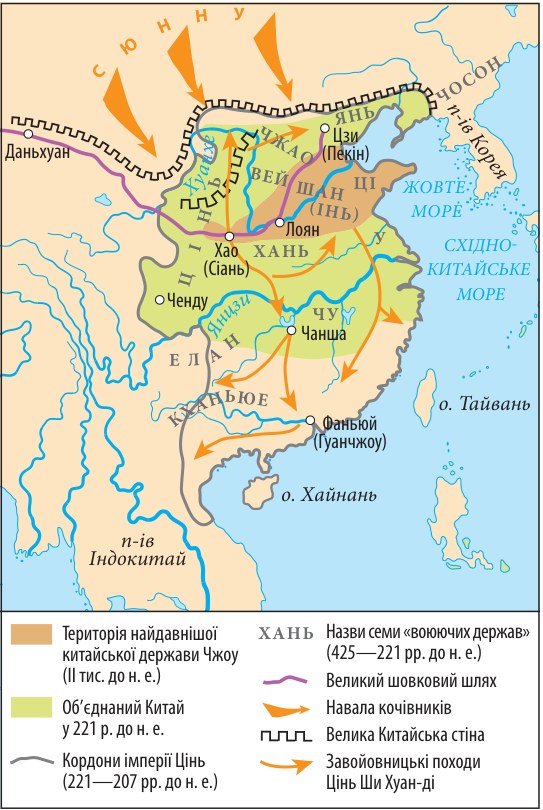 СЮННУ
ЧОСОН
п-ів Корея
ЯНЬ
Цзи
(Пекін)
Даньхуан
Хуанхе
ЧЖАО
ВЕЙ
ШАН
(ІНЬ)
ЦІ
ЖОВТЕ
МОРЕ
ЦІНЬ
Лоян
У
Хао
(Сіань)
ХАНЬ
СХІДНО-
КИТАЙСЬКЕ
МОРЕ
Ченду
Янцзи
ЧУ
Чанша
ЕЛАН
КХАНЬЮЕ
о. Тайвань
Фаньюй
(Гуанчжоу)
о. Хайнань
п-ів
Індокитай
Територія найдавнішої
китайської держави Чжоу
(ІІ тис. до н. е.)
Об’єднаний Китай
у 221 р. до н. е.
Кордони імперії Цінь
(221—207 рр. до н. е.)
ХАНЬ
Назви семи «воюючих держав»
(425—221 рр. до н. е.)
Великий шовковий шлях
Навала кочівників
Велика Китайська стіна
Завойовницькі походи
Цінь Ши Хуан-ді